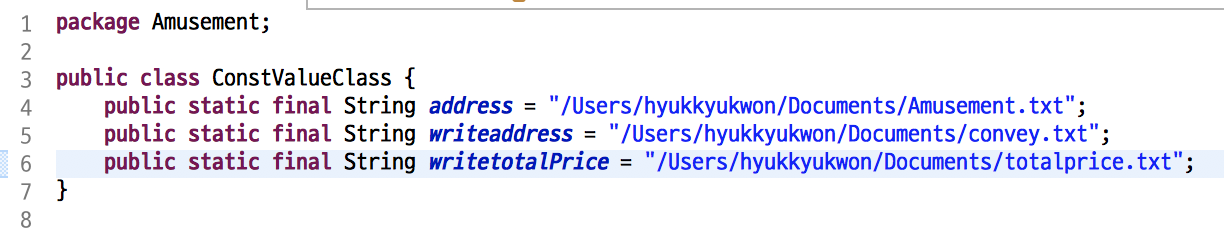 1 package Amusement;
2
3 public class ConstValueClass {
4 public static final String address = "/Users/hyukkyukwon/Documents/Amusement.txt";
5 public static final String writeaddress = "/Users/hyukkyukwon/Documents/convey.txt";
6 public static final String writetotalPrice = "/Users/hyukkyukwon/Documents/totalprice.txt";
7 }
8